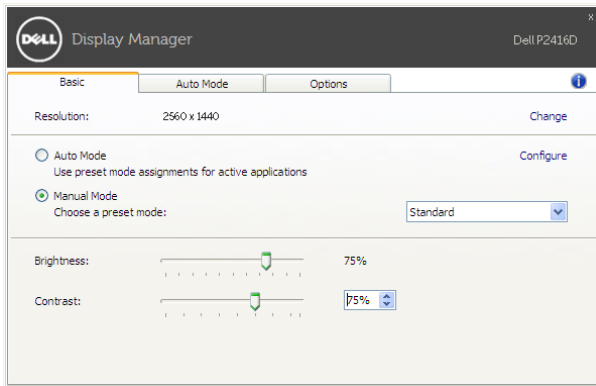 DELL Display Manager Dell P2416D
Basic Auto Mode Options
Resolution: 2560 x 1440 Change
Auto Mode Configure
Use preset mode assignments for active applications
Manual Mode
Choose a preset mode: Standard
Brightness: 75%
Contrast: 75%